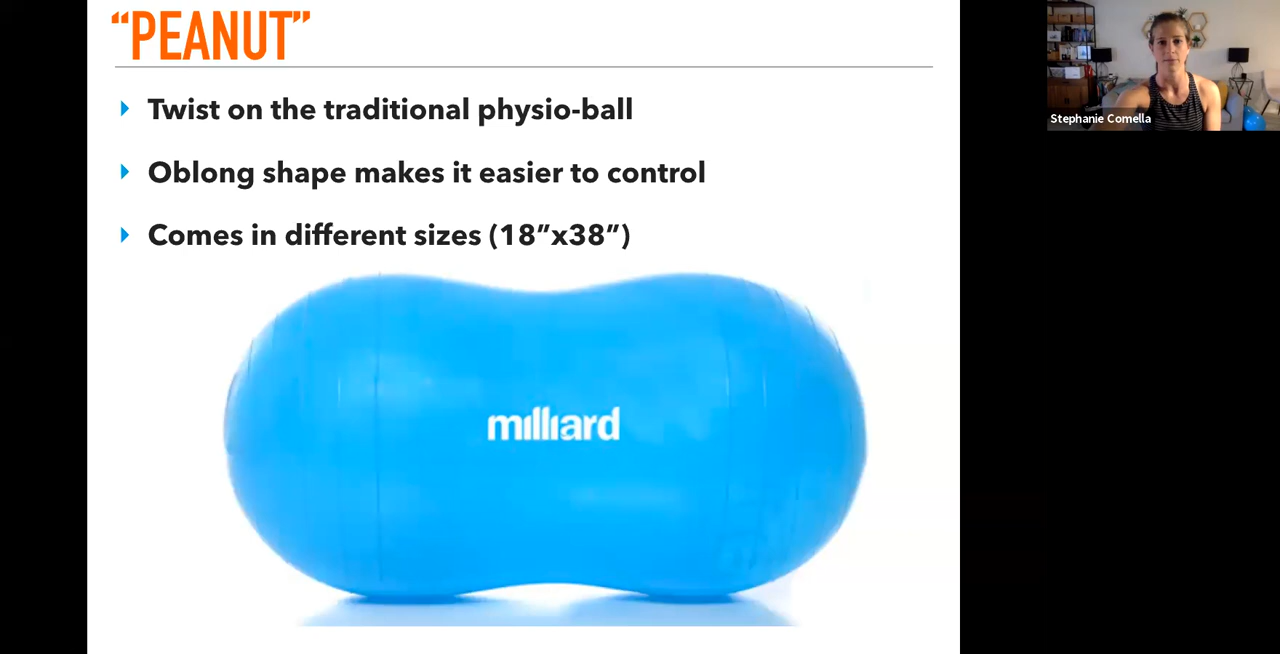 “PEANUT”
Twist on the traditional physio-ball
Oblong shape makes it easier to control
Comes in different sizes (18”x38”)
milliard
Stephanie Comella